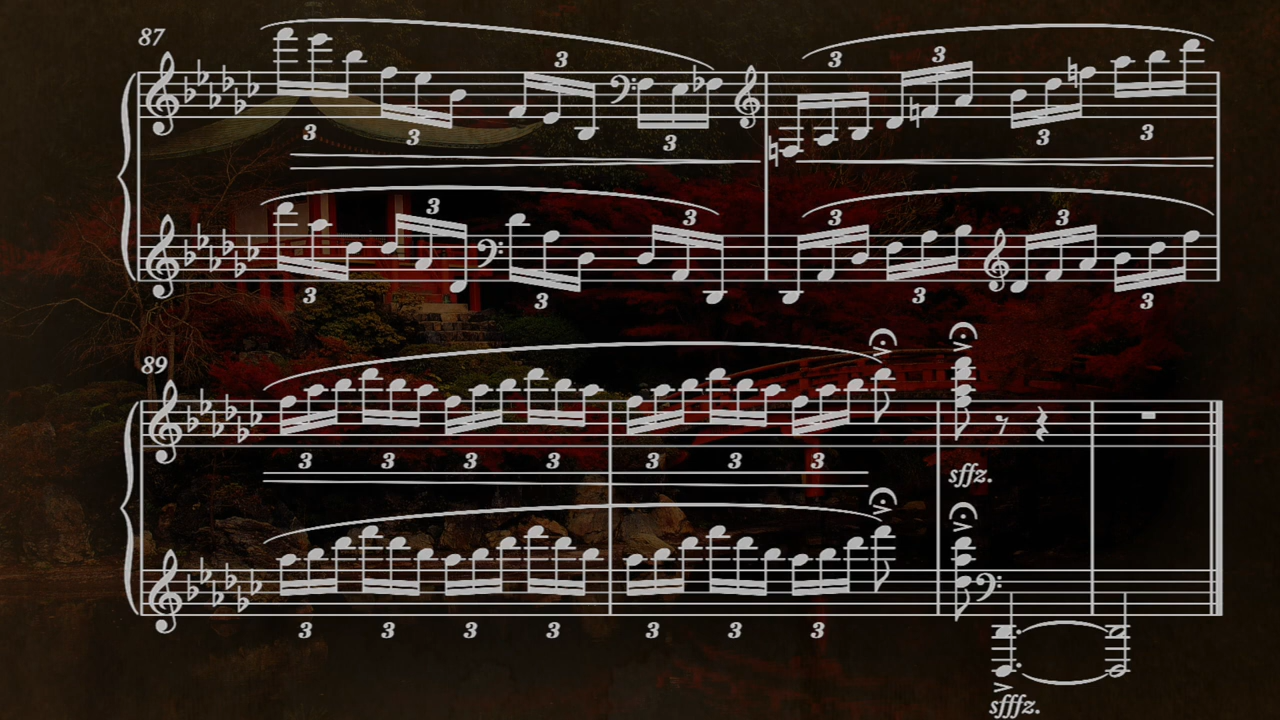 87
3 3
3
3 3 3 3
3 3 3
3 3 3
89
3 3 3 3 3 3 3
sffz.
3 3 3 3 3 3 3
sfffz.